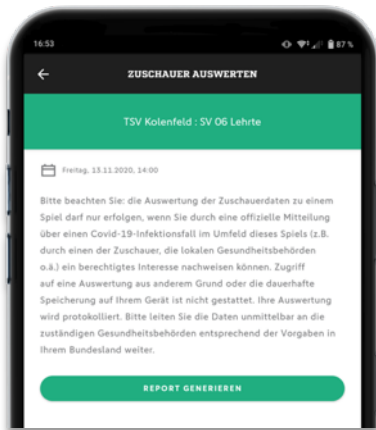 16:53
87 %
ZUSCHAUER AUSWERTEN
TSV Kolenfeld : SV 06 Lehrte
Freitag, 13.11.2020, 14:00
Bitte beachten Sie: die Auswertung der Zuschauerdaten zu einem
Spiel darf nur erfolgen, wenn Sie durch eine offizielle Mitteilung
über einen Covid-19-Infektionsfall im Umfeld dieses Spiels (z.B.
durch einen der Zuschauer, die lokalen Gesundheitsbehörden
o.ä.) ein berechtigtes Interesse nachweisen können. Zugriff
auf eine Auswertung aus anderem Grund oder die dauerhafte
Speicherung auf Ihrem Gerät ist nicht gestattet. Ihre Auswertung
wird protokolliert. Bitte leiten Sie die Daten unmittelbar an die
zuständigen Gesundheitsbehörden entsprechend der Vorgaben in
Ihrem Bundesland weiter.
REPORT GENERIEREN